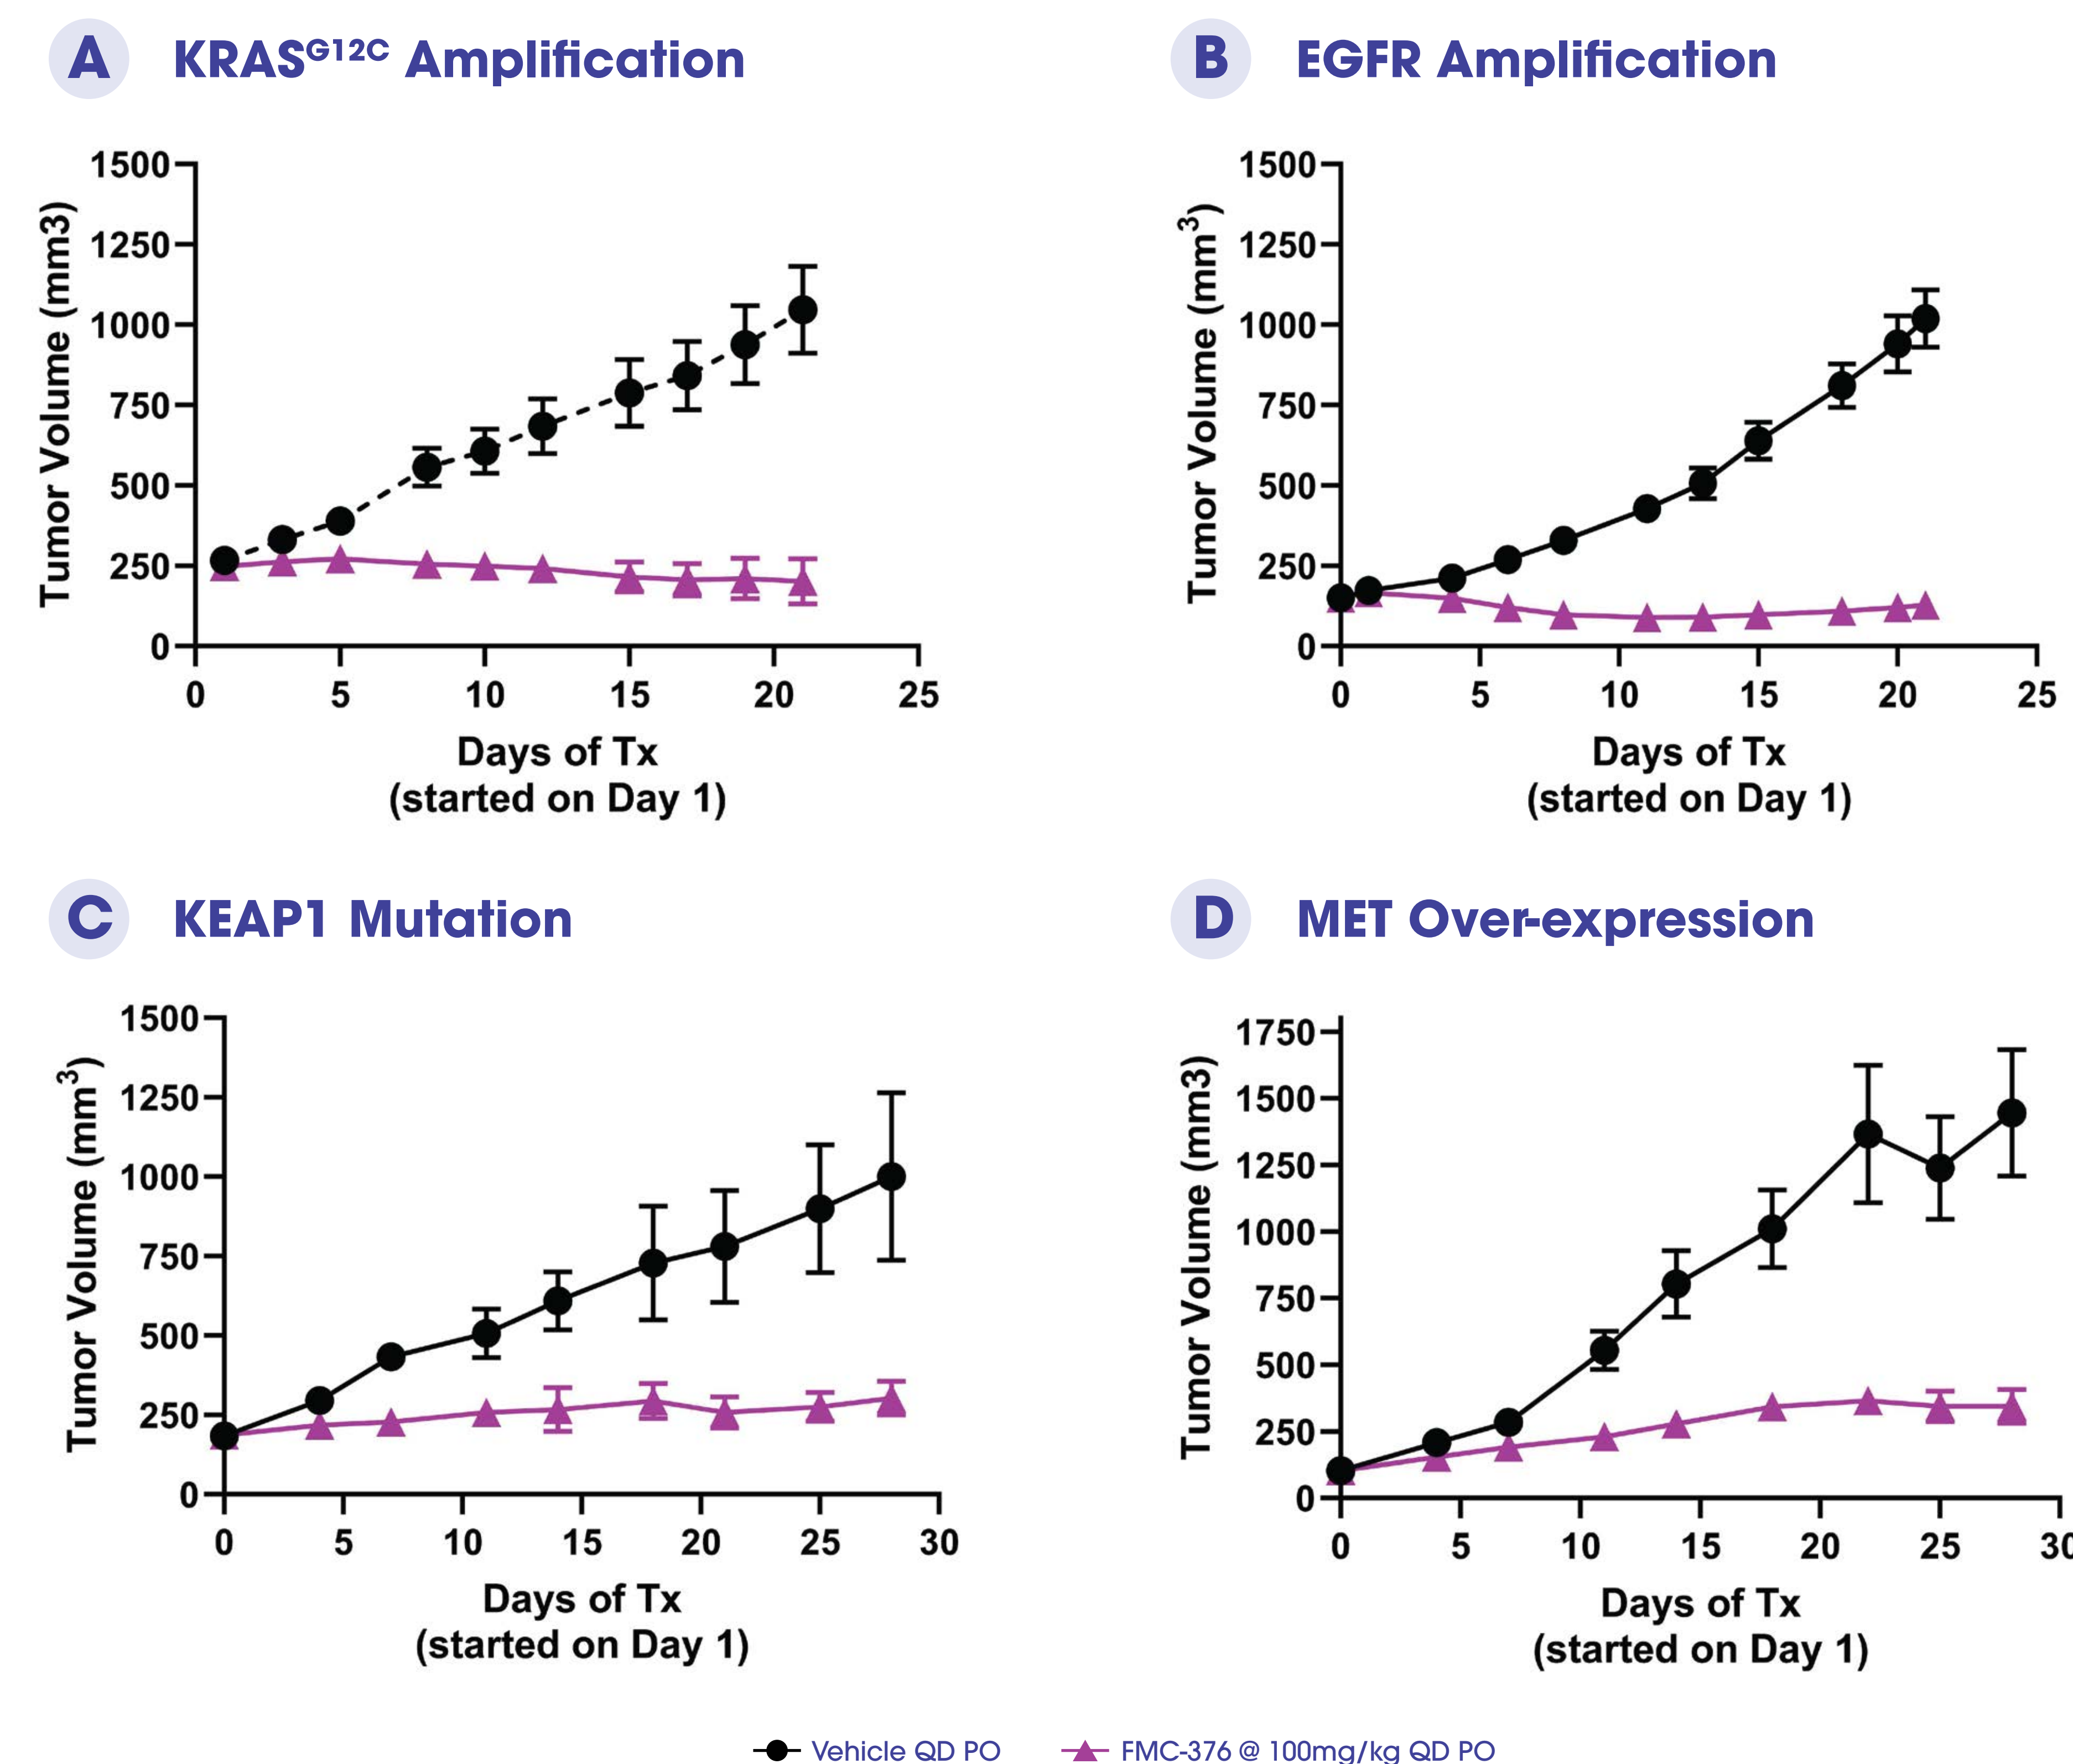 A KRASG12C Amplification
1500
1250
1000
750
500
250
0
Tumor Volume (mm3)
0 5 10 15 20 25
Days of Tx
(started on Day 1)
B EGFR Amplification
1500
1250
1000
750
500
250
0
Tumor Volume (mm3)
0 5 10 15 20 25
Days of Tx
(started on Day 1)
C KEAP1 Mutation
1500
1250
1000
750
500
250
0
Tumor Volume (mm3)
0 5 10 15 20 25 30
Days of Tx
(started on Day 1)
D MET Over-expression
1750
1500
1250
1000
750
500
250
0
Tumor Volume (mm3)
0 5 10 15 20 25 30
Days of Tx
(started on Day 1)
Vehicle QD PO FMC-376 @ 100mg/kg QD PO